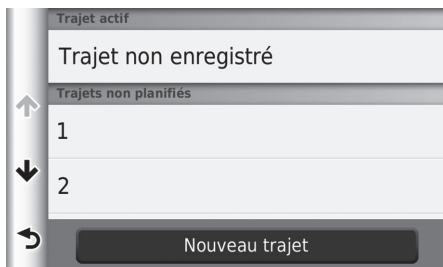 Trajet actif
Trajet non enregistré
Trajets non planifiés
1
2
Nouveau trajet